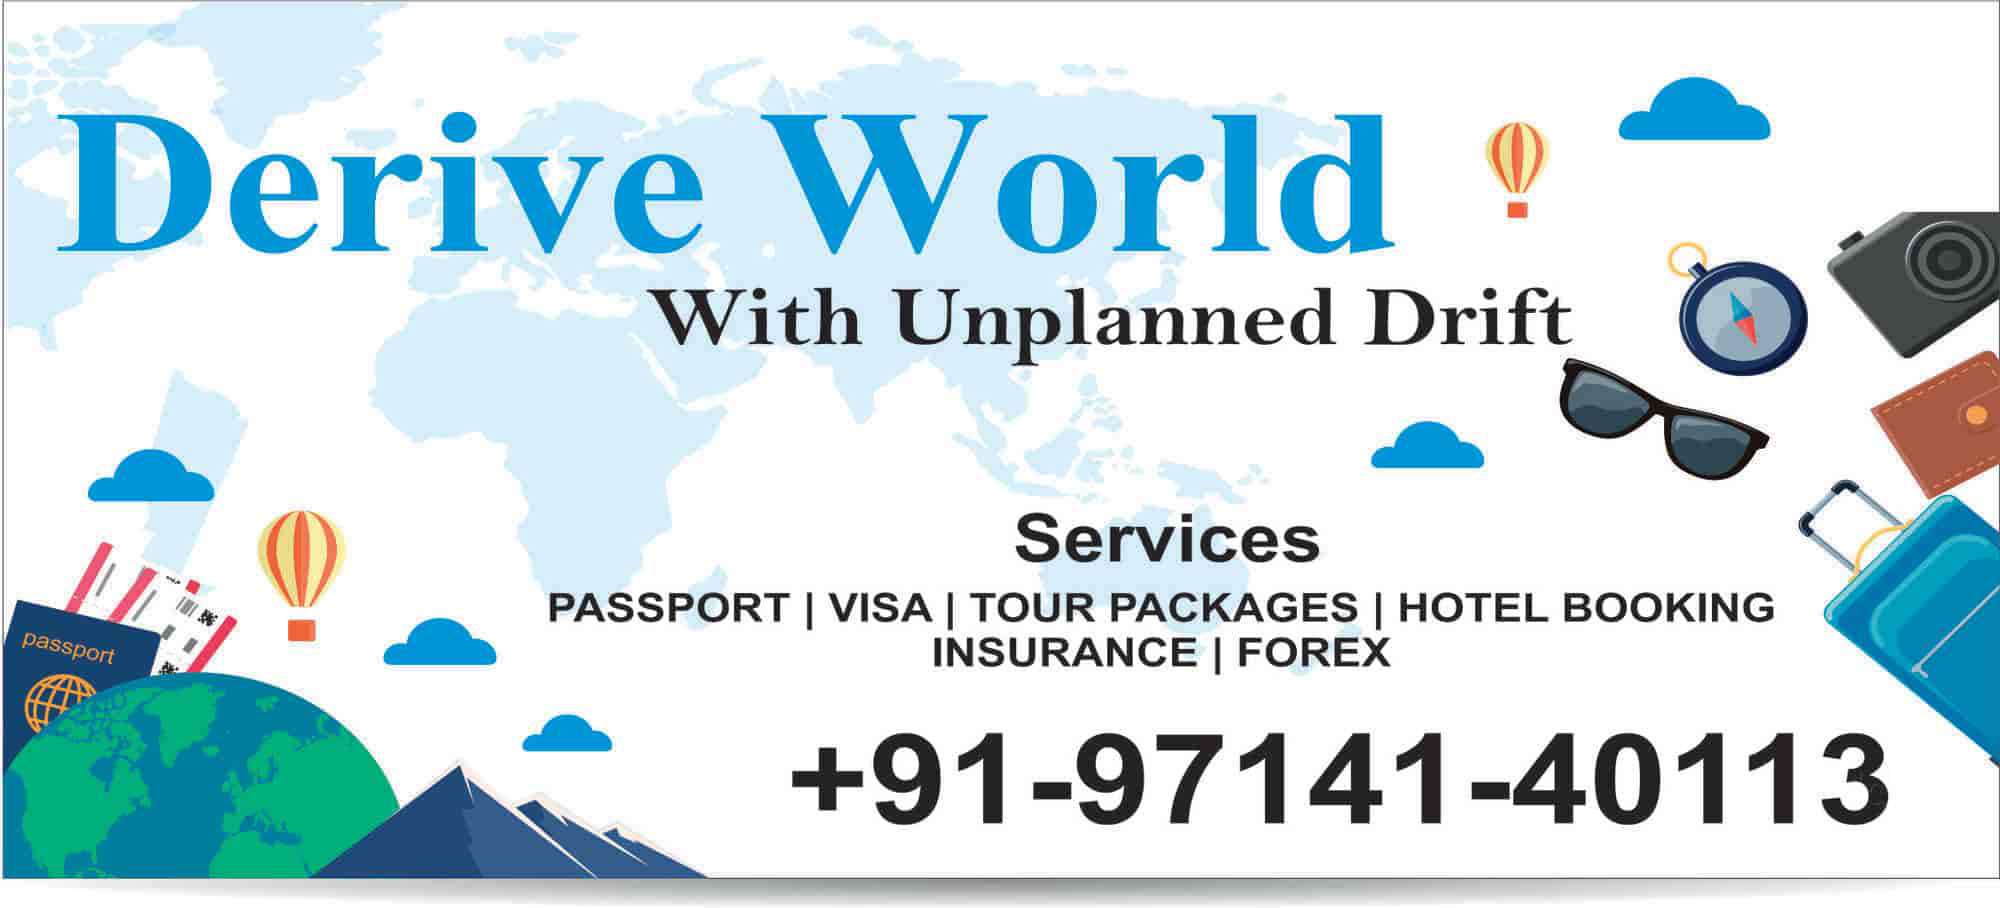 Derive World
With Unplanned Drift
Services
PASSPORT | VISA | TOUR PACKAGES | HOTEL BOOKING
INSURANCE | FOREX
passport
+91-97141-40113